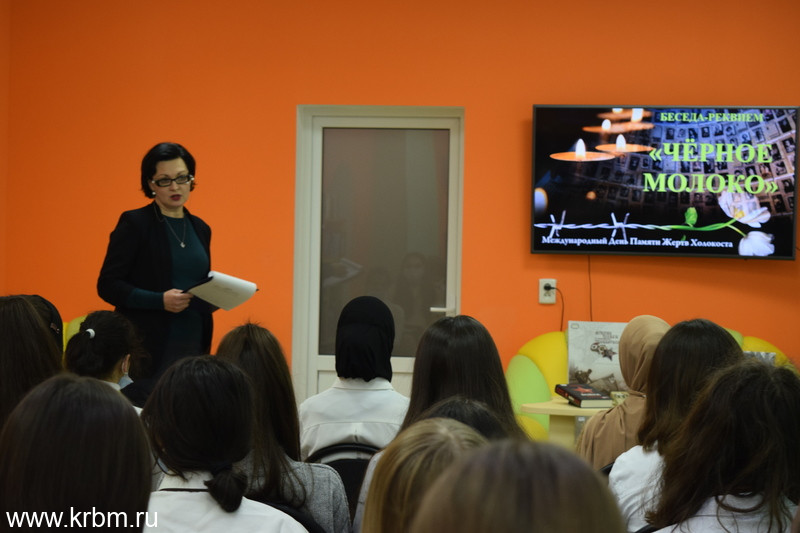 БЕСЕДА-РЕКВИЕМ
«ЧЁРНОЕ
МОЛОКО»
Международный День Памяти Жертв Холокоста
www.krbm.ru